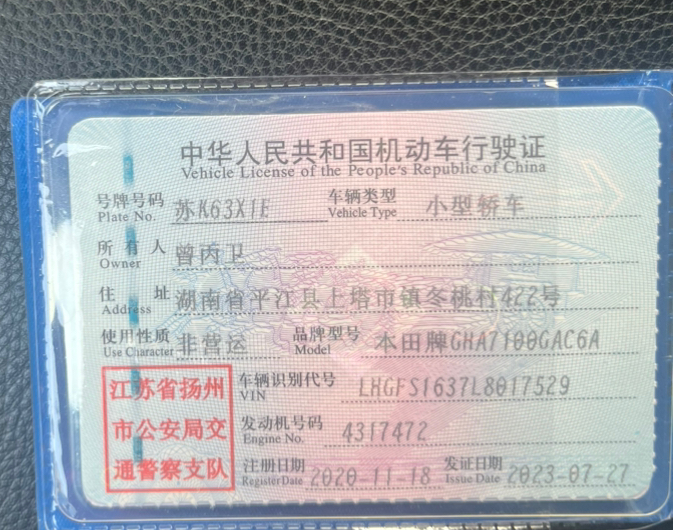 中华人民共和国机动车行驶证
Vehicle License of the People's Republic of China
号牌号码 苏K63X1E 车辆类型 小型轿车
Plate No. Vehicle Type
所有人 曾丙卫
Owner
住址 湖南省平江县上塔市镇冬桃村422号
Address
使用性质 非营运 品牌型号 本田牌GHA7100GAC6A
Use Character Model
江苏省扬州
市公安局交
通警察支队
车辆识别代号 LHGFS1637L8017529
VIN
发动机号码 4317472
Engine No.
注册日期 2020-11-18 发证日期 2023-07-27
Register Date Issue Date